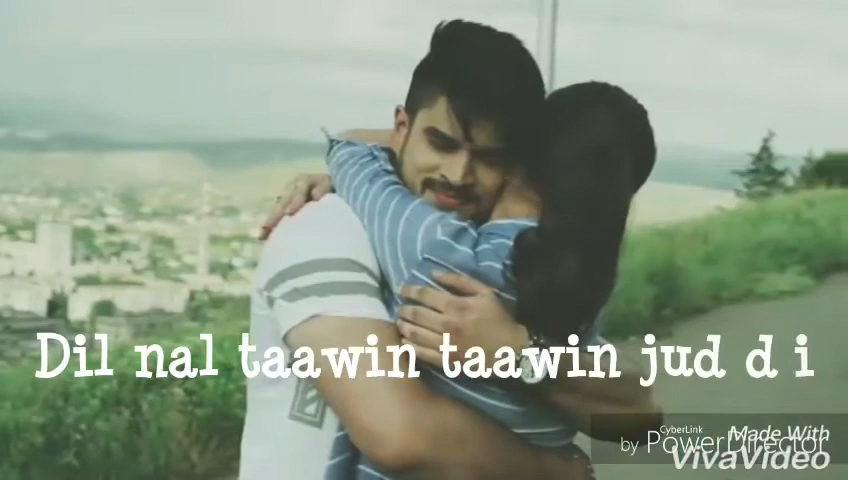 Dil nal taawin taawin jud d i
CyberLink
by PowerDirector
Made With
VivaVideo